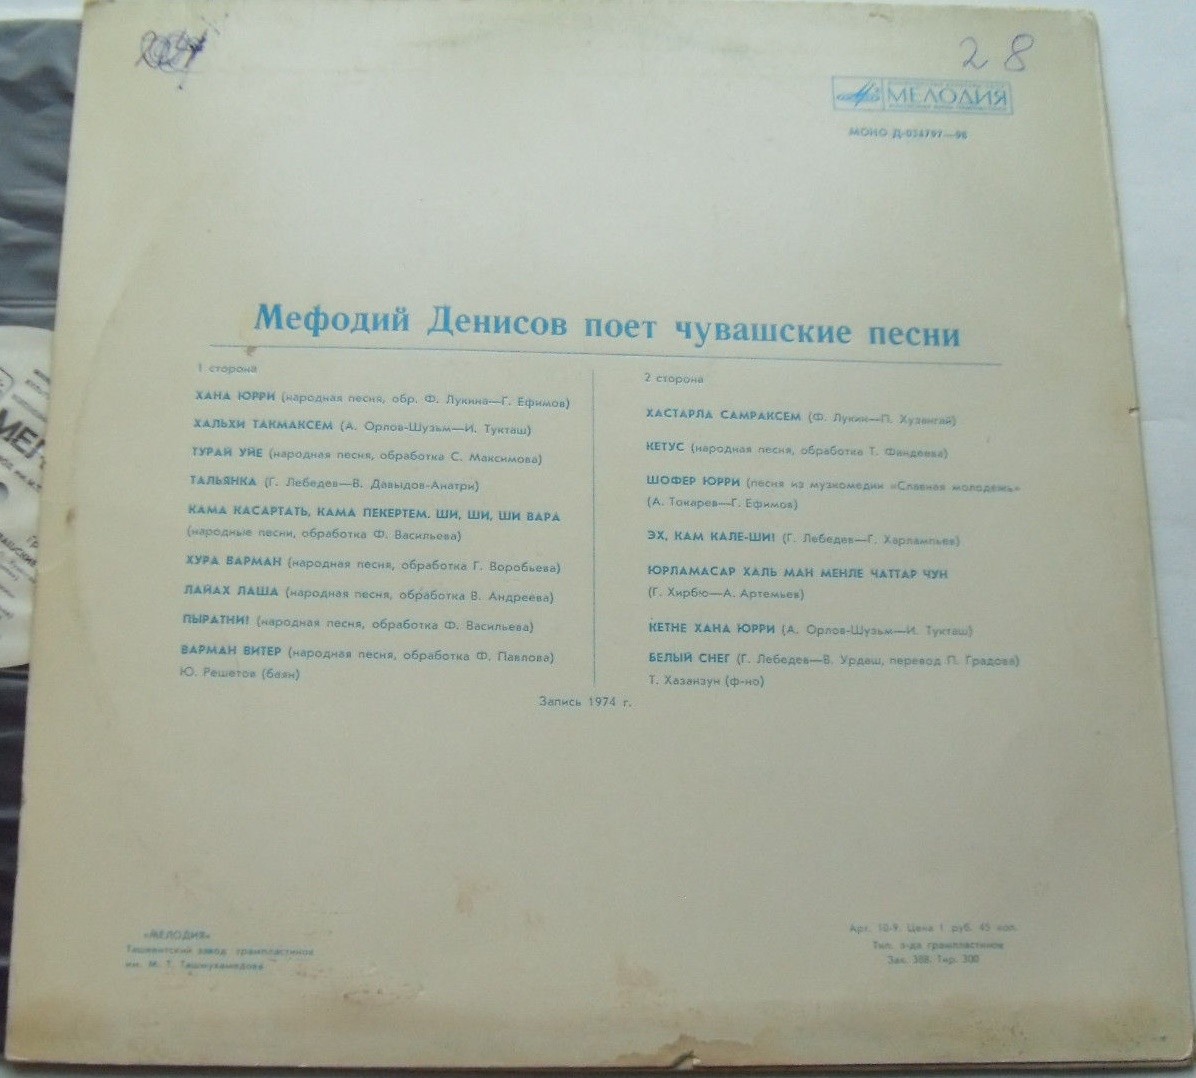 28
МЕЛОДИЯ
МОНО Д-034797—98
Мефодий Денисов поет чувашские песни
1 сторона
ХАНА ЮРРИ (народная песня, обр. Ф. Лукина—Г. Ефимов)
ХАЛЬХИ ТАКМАКСЕМ (А. Орлов-Шузьм—И. Тукташ)
ТУРАЙ УЙЕ (народная песня, обработка С. Максимова)
ТАЛЬЯНКА (Г. Лебедев—В. Давыдов-Анатри)
КАМА КАСАРТАТЬ, КАМА ПЕКЕРТЕМ. ШИ, ШИ, ШИ ВАРА
(народные песни, обработка Ф. Васильева)
ХУРА ВАРМАН (народная песня, обработка Г. Воробьева)
ЛАЙАХ ЛАША (народная песня, обработка В. Андреева)
ПЫРАТНИ! (народная песня, обработка Ф. Васильева)
ВАРМАН ВИТЕР (народная песня, обработка Ф. Павлова)
Ю. Решетов (баян)
2 сторона
ХАСТАРЛА САМРАКСЕМ (Ф. Лукин—П. Хузангай)
КЕТУС (народная песня, обработка Т. Фандеева)
ШОФЕР ЮРРИ (песня из музкомедии «Славная молодежь»
(А. Токарев—Г. Ефимов)
ЭХ, КАМ КАЛЕ-ШИ! (Г. Лебедев—Г. Харлампьев)
ЮРЛАМАСАР ХАЛЬ МАН МЕНЛЕ ЧАТТАР ЧУН
(Г. Хирбю—А. Артемьев)
КЕТНЕ ХАНА ЮРРИ (А. Орлов-Шузьм—И. Тукташ)
БЕЛЫЙ СНЕГ (Г. Лебедев—В. Урдаш, перевод П. Градова)
Т. Хазанзун (ф-но)
Запись 1974 г.
«МЕЛОДИЯ»
Ташкентский завод грампластинок
им. М. Т. Ташмухамедова
Арт. 10-9. Цена 1 руб. 45 коп.
Тип. з-да грампластинок
Зак. 388. Тир. 300